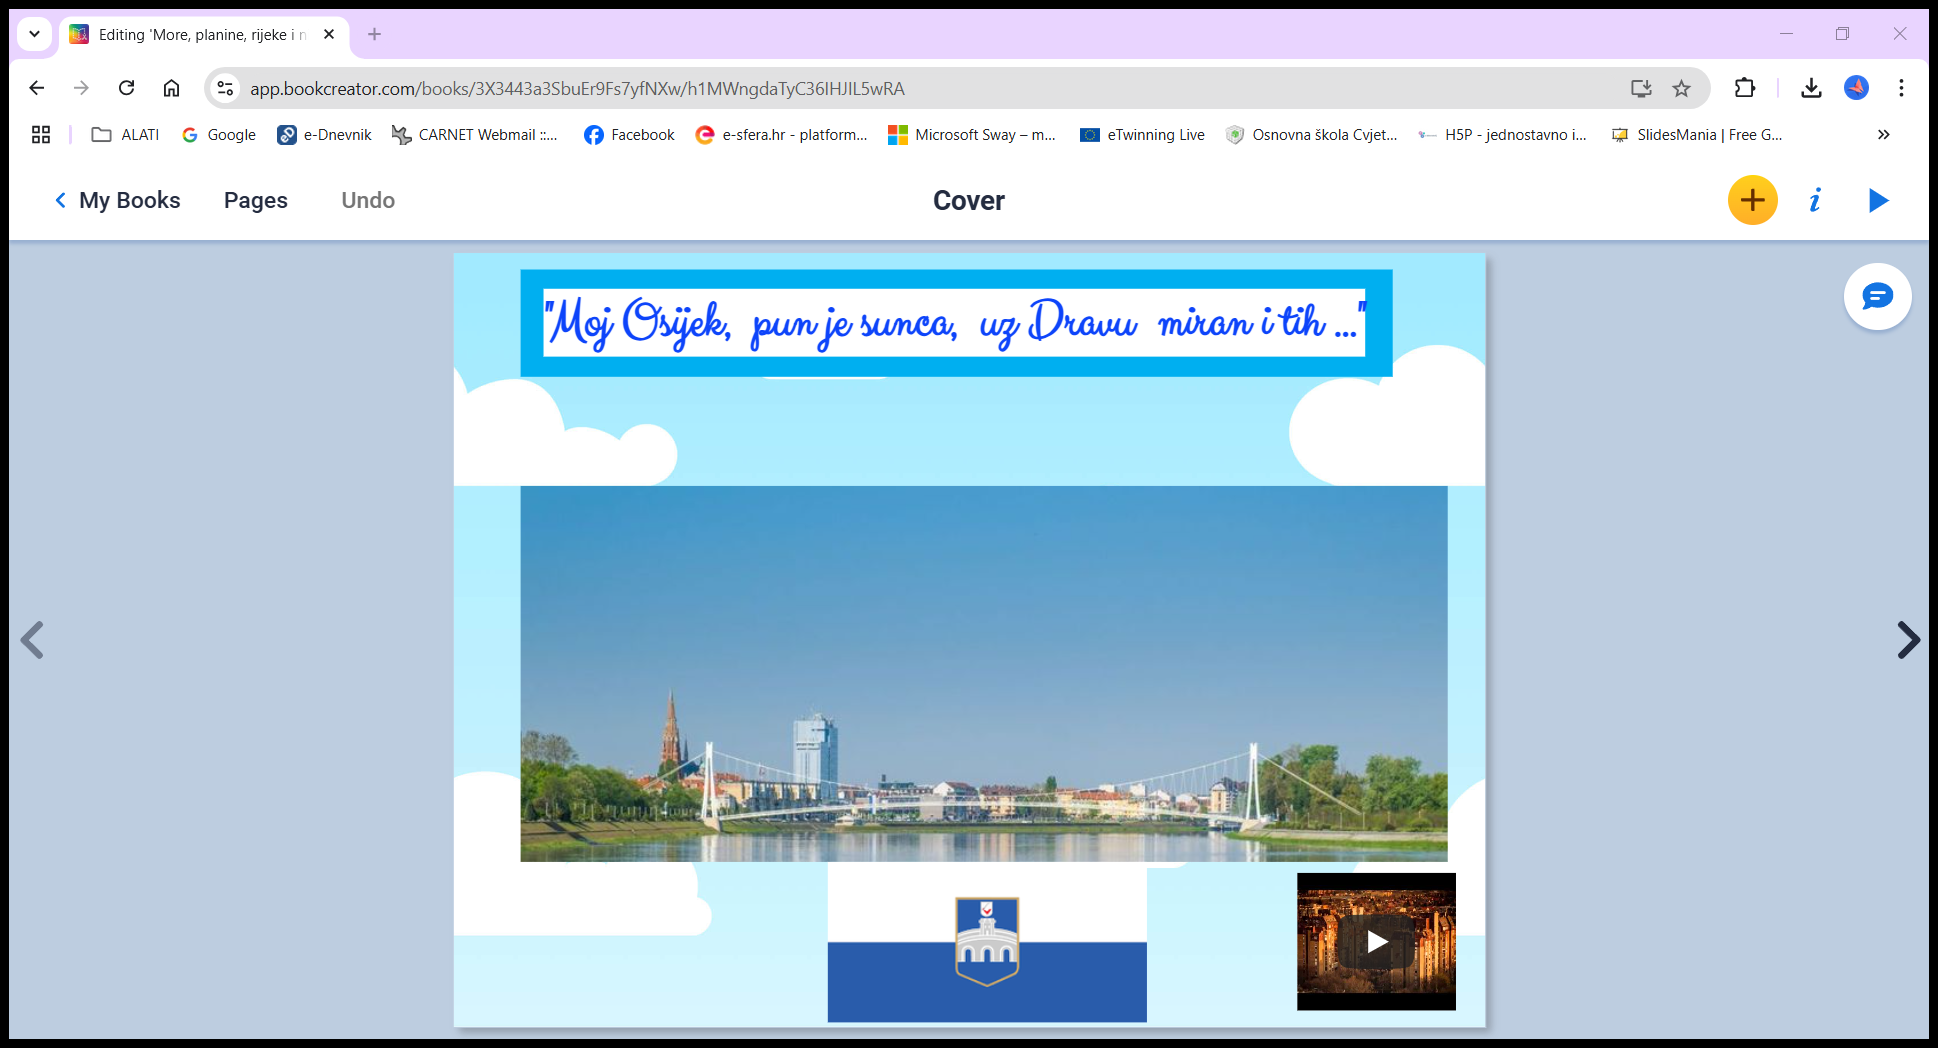 Editing 'More, planine, rijeke i n
app.bookcreator.com/books/3X3443a3SbuEr9Fs7yfNXw/h1MWngdaTyC36IHJIL5wRA
ALATI Google e-Dnevnik CARNET Webmail ::... Facebook e-sfera.hr - platform... Microsoft Sway – m... eTwinning Live Osnovna škola Cvjet... H5P - jednostavno i... SlidesMania | Free G...
My Books Pages Undo Cover
"Moj Osijek, pun je sunca, uz Dravu miran i tih ..."